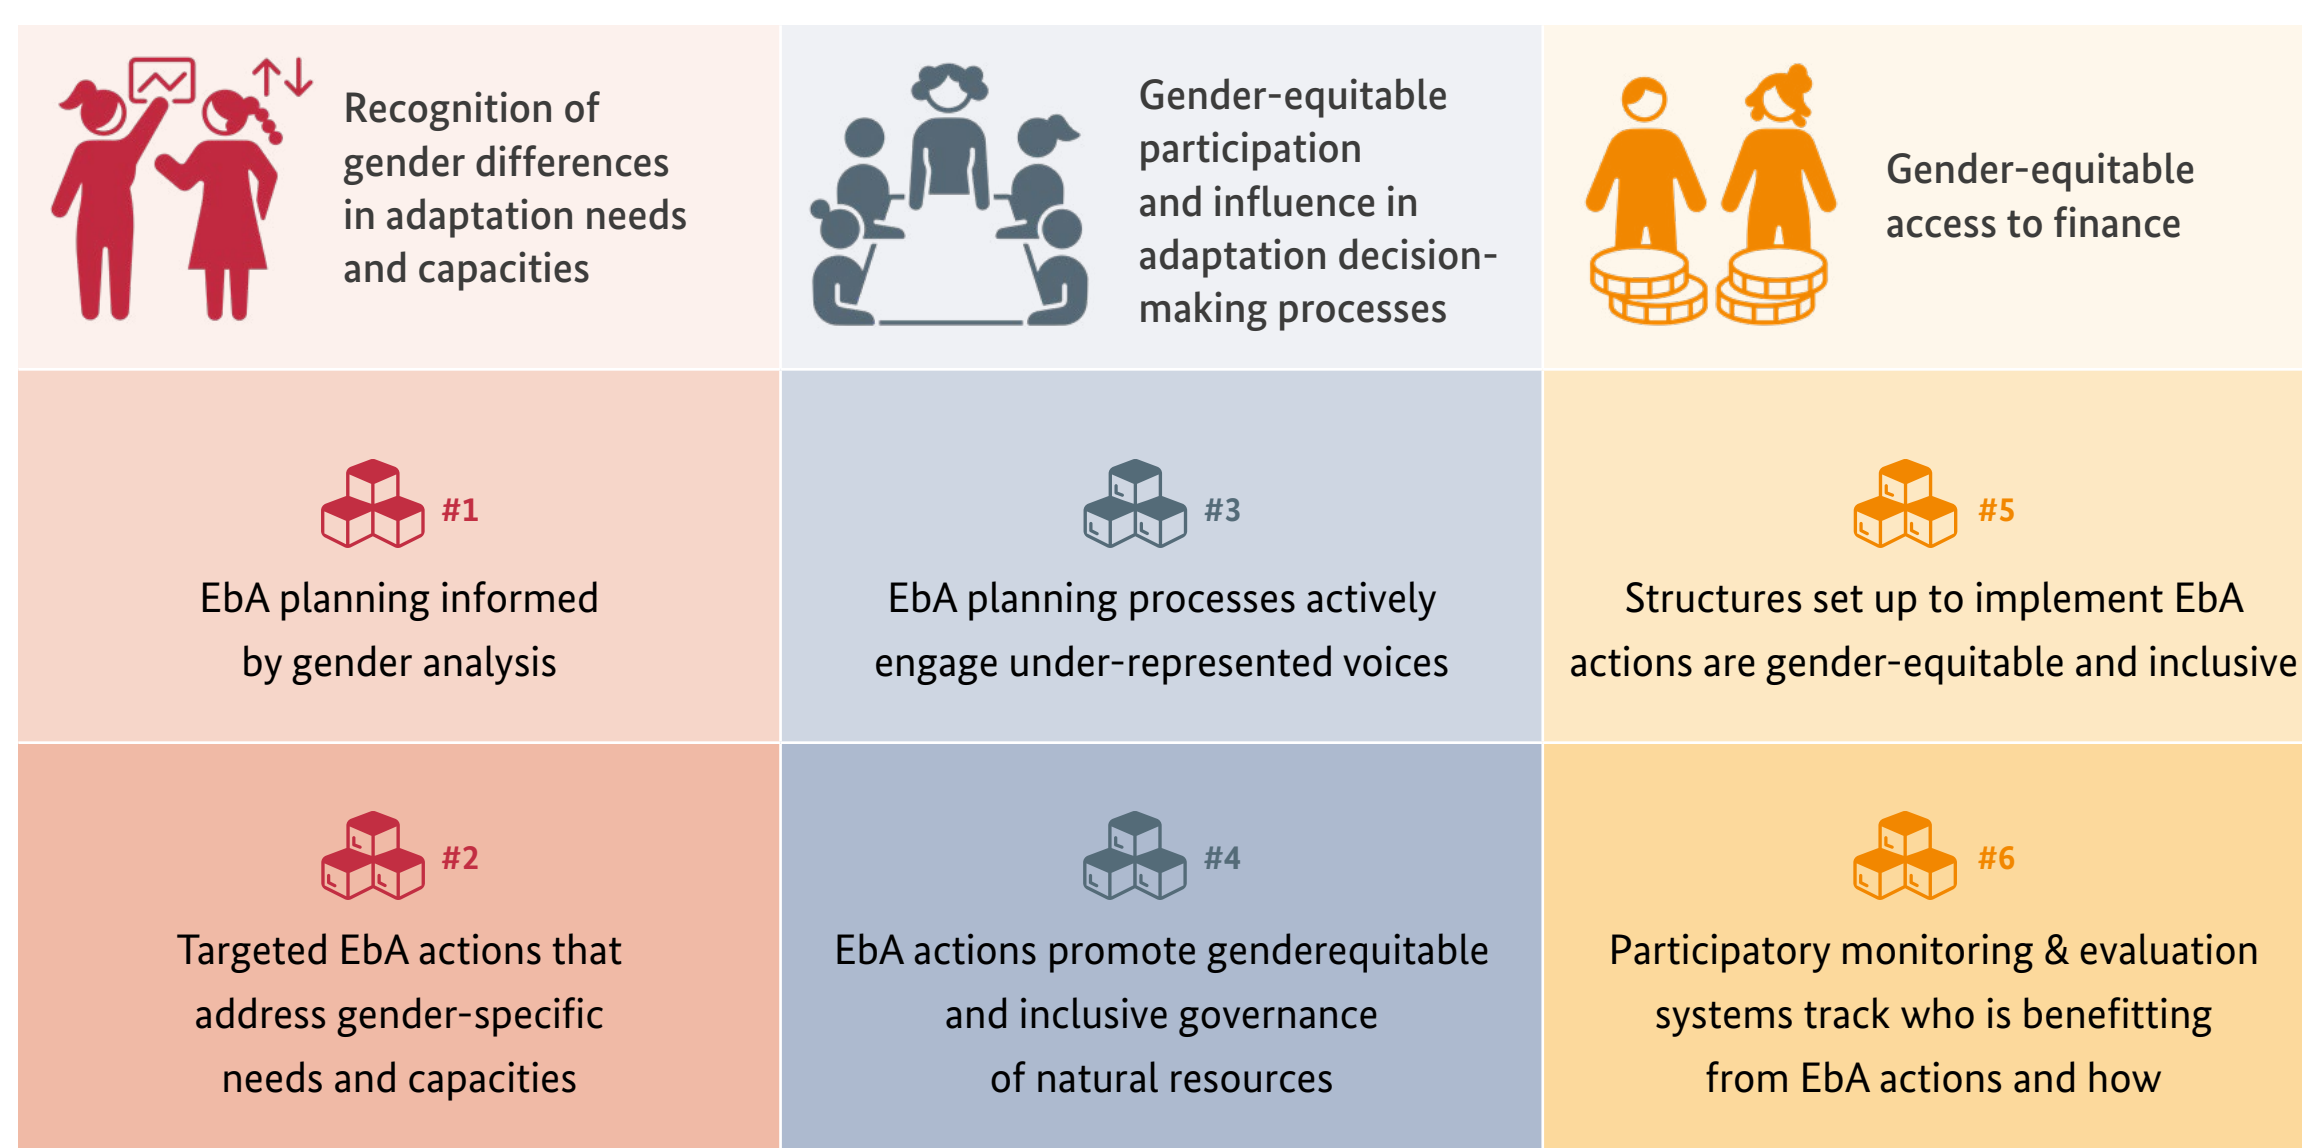 Recognition of
gender differences
in adaptation needs
and capacities
Gender-equitable
participation
and influence in
adaptation decision-
making processes
Gender-equitable
access to finance
#1
EbA planning informed
by gender analysis
#3
EbA planning processes actively
engage under-represented voices
#5
Structures set up to implement EbA
actions are gender-equitable and inclusive
#2
Targeted EbA actions that
address gender-specific
needs and capacities
#4
EbA actions promote genderequitable
and inclusive governance
of natural resources
#6
Participatory monitoring & evaluation
systems track who is benefitting
from EbA actions and how